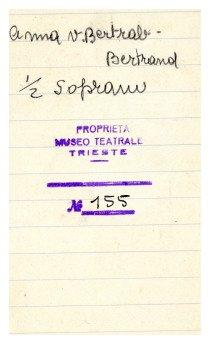 Anna v. Bertrab-
Bertrand
½ Soprano
PROPRIETÀ
MUSEO TEATRALE
TRIESTE
№ 155